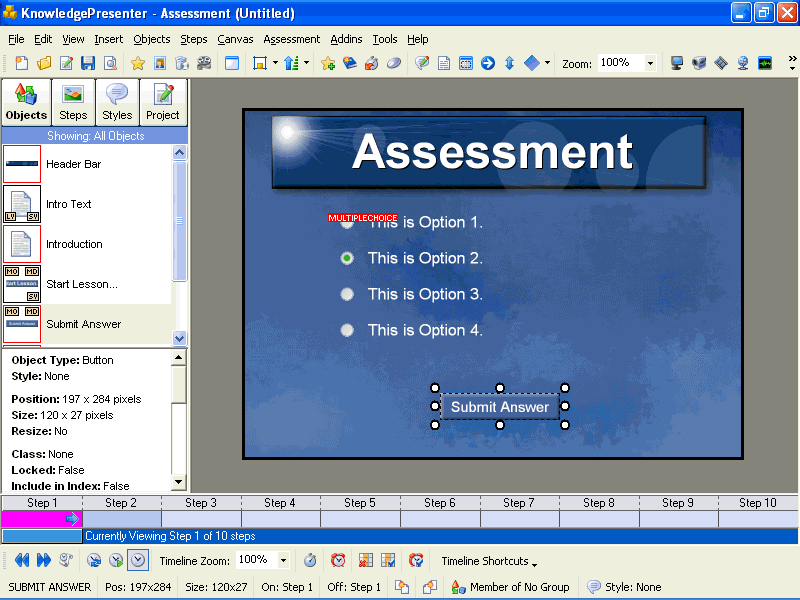 KnowledgePresenter - Assessment (Untitled)
File Edit View Insert Objects Steps Canvas Assessment Addins Tools Help
Zoom: 100%
Objects Steps Styles Project
Showing: All Objects
Header Bar
Intro Text
LV SV
Introduction
MO MD
Start Lesson...
Start Lesson
SV
MO MD
Submit Answer
Submit Answer
Object Type: Button
Style: None
Position: 197 x 284 pixels
Size: 120 x 27 pixels
Resize: No
Class: None
Locked: False
Include in Index: False
Assessment
MULTIPLECHOICE
This is Option 1.
This is Option 2.
This is Option 3.
This is Option 4.
Submit Answer
Step 1 Step 2 Step 3 Step 4 Step 5 Step 6 Step 7 Step 8 Step 9 Step 10
Currently Viewing Step 1 of 10 steps
Timeline Zoom: 100% Timeline Shortcuts
SUBMIT ANSWER Pos: 197x284 Size: 120x27 On: Step 1 Off: Step 1 Member of No Group Style: None